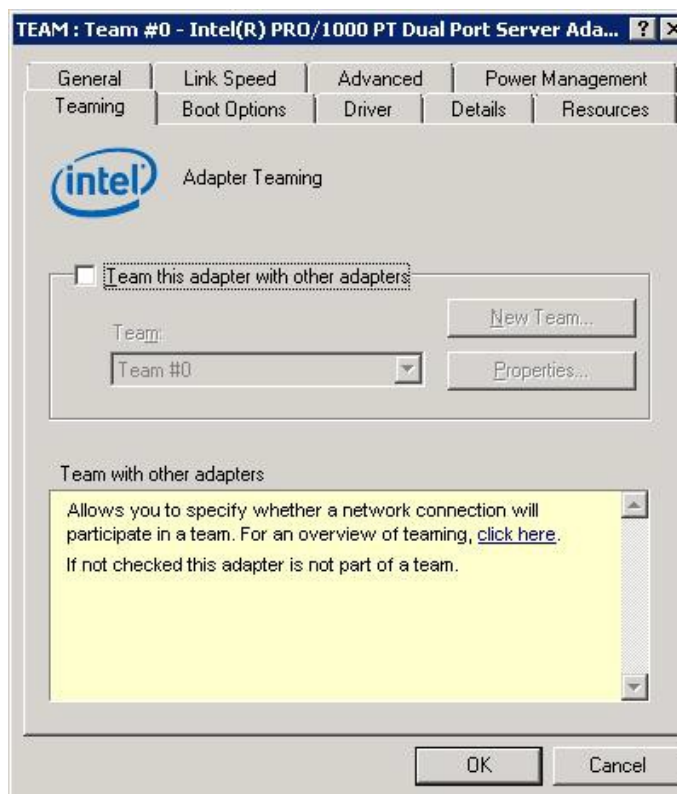 TEAM : Team #0 - Intel(R) PRO/1000 PT Dual Port Server Ada... ? X
General Link Speed Advanced Power Management
Teaming Boot Options Driver Details Resources
intel Adapter Teaming
Team this adapter with other adapters
New Team...
Team:
Team #0 Properties...
Team with other adapters
Allows you to specify whether a network connection will
participate in a team. For an overview of teaming, click here.
If not checked this adapter is not part of a team.
OK Cancel